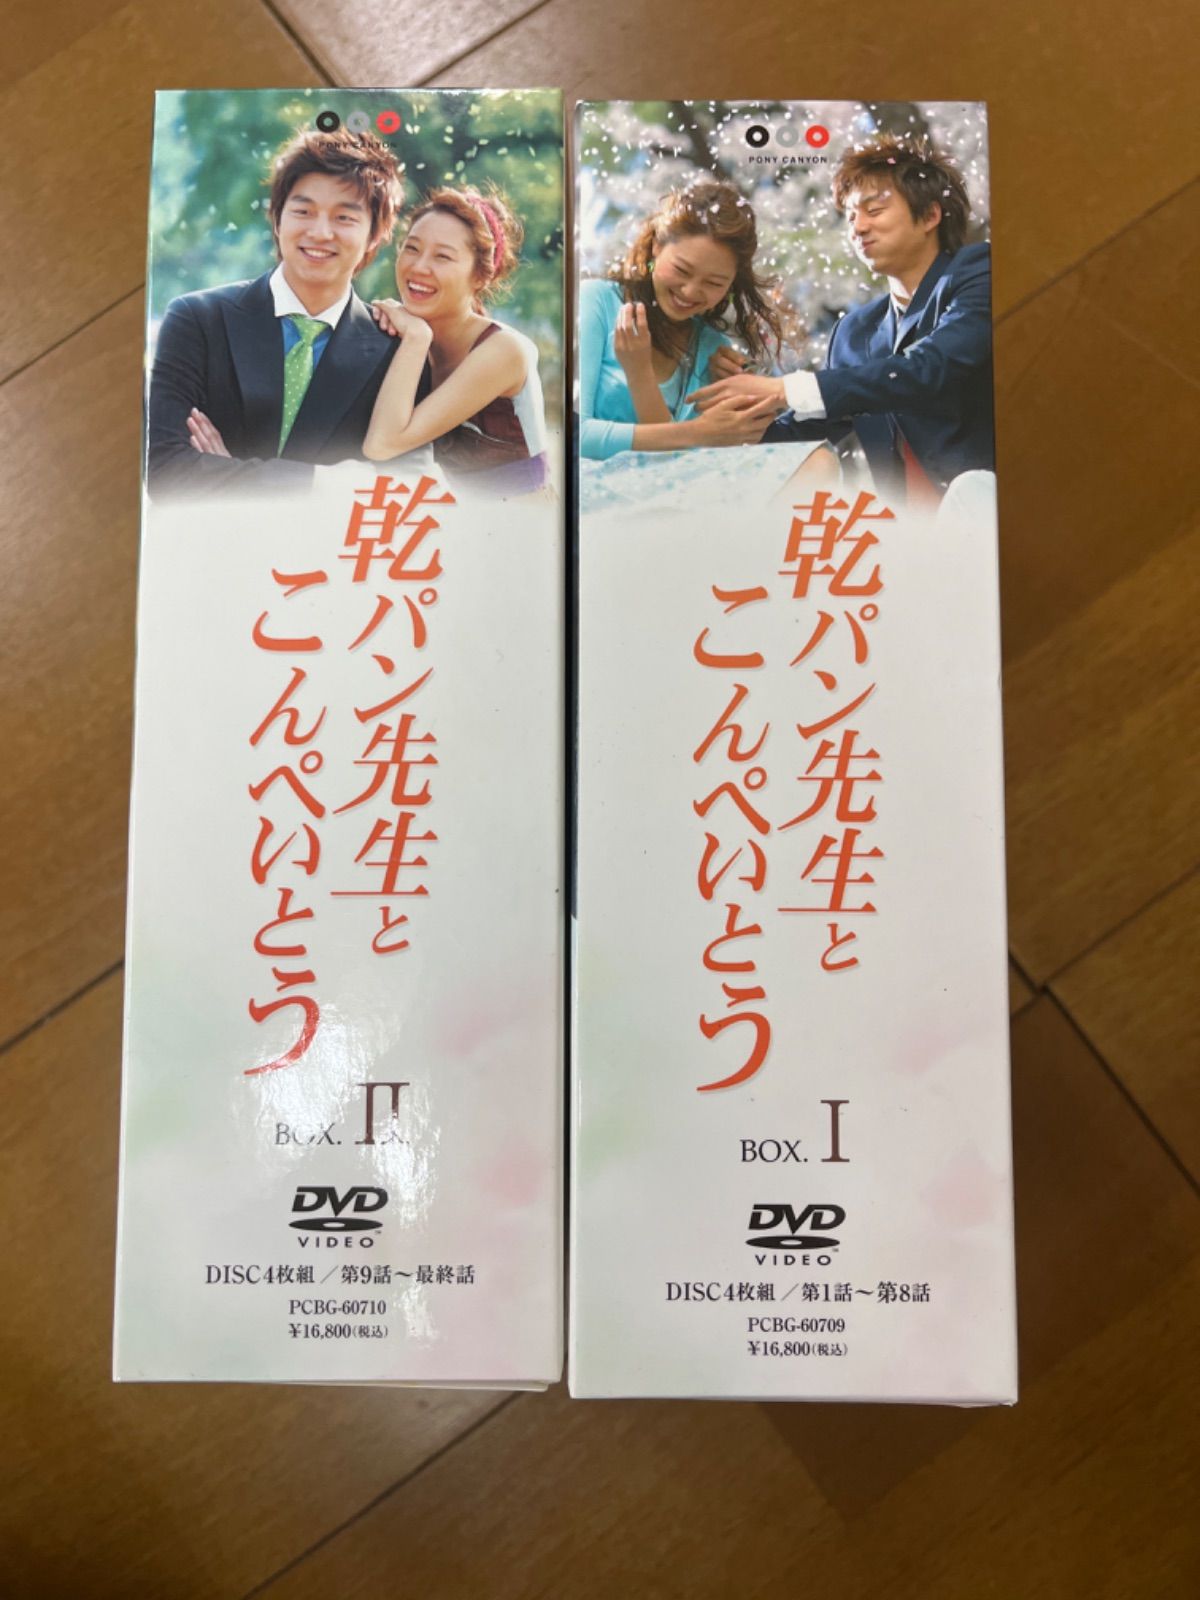 PONY CANYON
乾パン先生と
こんぺいとう
BOX. II
DVD
VIDEO
DISC4枚組／第9話〜最終話
PCBG-60710
¥16,800(税込)
PONY CANYON
乾パン先生と
こんぺいとう
BOX. I
DVD
VIDEO
DISC4枚組／第1話〜第8話
PCBG-60709
¥16,800(税込)